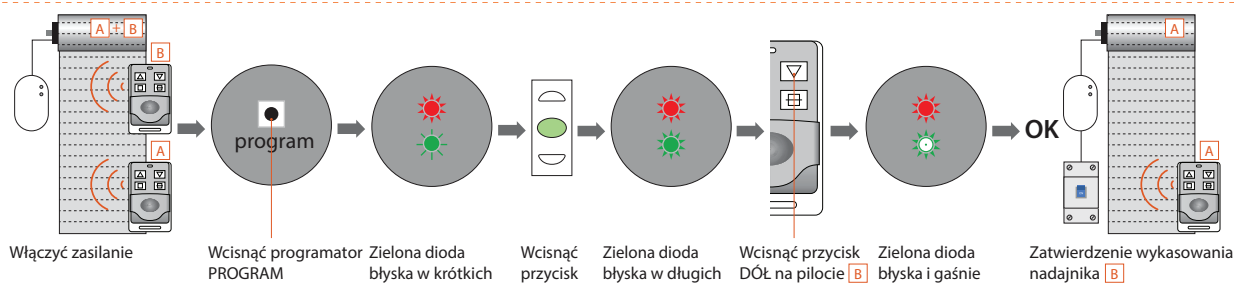 A + B
B
A
program
OK
A
A
Włączyć zasilanie
Wcisnąć programator
PROGRAM
Zielona dioda
błyska w krótkich
Wcisnąć
przycisk
Zielona dioda
błyska w długich
Wcisnąć przycisk
DÓŁ na pilocie B
Zielona dioda
błyska i gaśnie
Zatwierdzenie wykasowania
nadajnika B